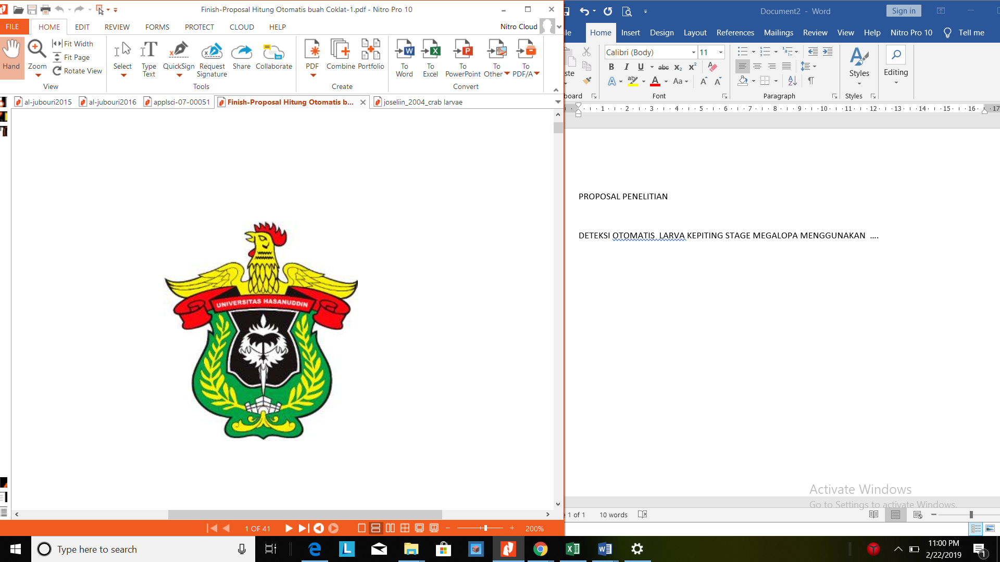 Finish-Proposal Hitung Otomatis buah Coklat-1.pdf - Nitro Pro 10
FILE HOME EDIT REVIEW FORMS PROTECT CLOUD HELP
Nitro Cloud
Hand
Zoom
Fit Width
Fit Page
Rotate View
View
Select
Type Text
QuickSign
Request Signature
Share
Collaborate
Tools
PDF
Combine
Portfolio
Create
To Word
To Excel
To PowerPoint
To Other
To PDF/A
Convert
al-jubouri2015
al-jubouri2016
applsci-07-00051
Finish-Proposal Hitung Otomatis b...
joseliin_2004_crab larvae
UNIVERSITAS HASANUDDIN
1 OF 41
200%
Document2 - Word
Sign in
le Home Insert Design Layout References Mailings Review View Help Nitro Pro 10 Tell me
ste
board
Calibri (Body) 11
B I U abc x2 x2
A A Aa A A
Font
Paragraph
Styles
Styles
Editing
1 2 3 4 5 6 7 8 9 10 11 12 13 14 15 16 17
PROPOSAL PENELITIAN
DETEKSI OTOMATIS LARVA KEPITING STAGE MEGALOPA MENGGUNAKAN ....
Activate Windows
Go to Settings to activate Windows.
e 1 of 1 10 words
Type here to search
11:00 PM
2/22/2019
1